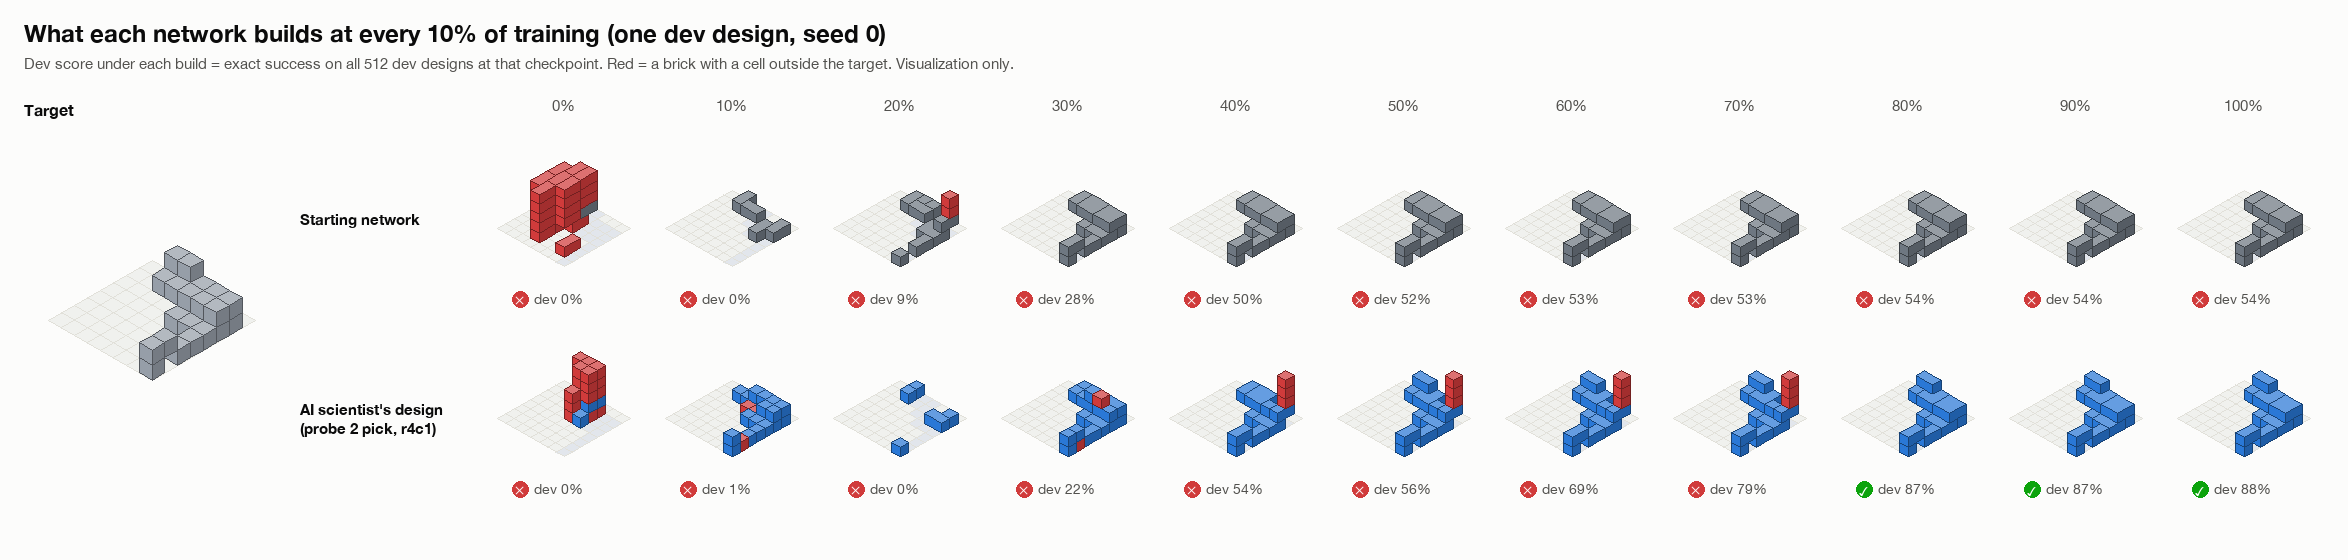 What each network builds at every 10% of training (one dev design, seed 0)
Dev score under each build = exact success on all 512 dev designs at that checkpoint. Red = a brick with a cell outside the target. Visualization only.
Target
0% 10% 20% 30% 40% 50% 60% 70% 80% 90% 100%
Starting network
dev 0% dev 0% dev 9% dev 28% dev 50% dev 52% dev 53% dev 53% dev 54% dev 54% dev 54%
AI scientist's design
(probe 2 pick, r4c1)
dev 0% dev 1% dev 0% dev 22% dev 54% dev 56% dev 69% dev 79% dev 87% dev 87% dev 88%